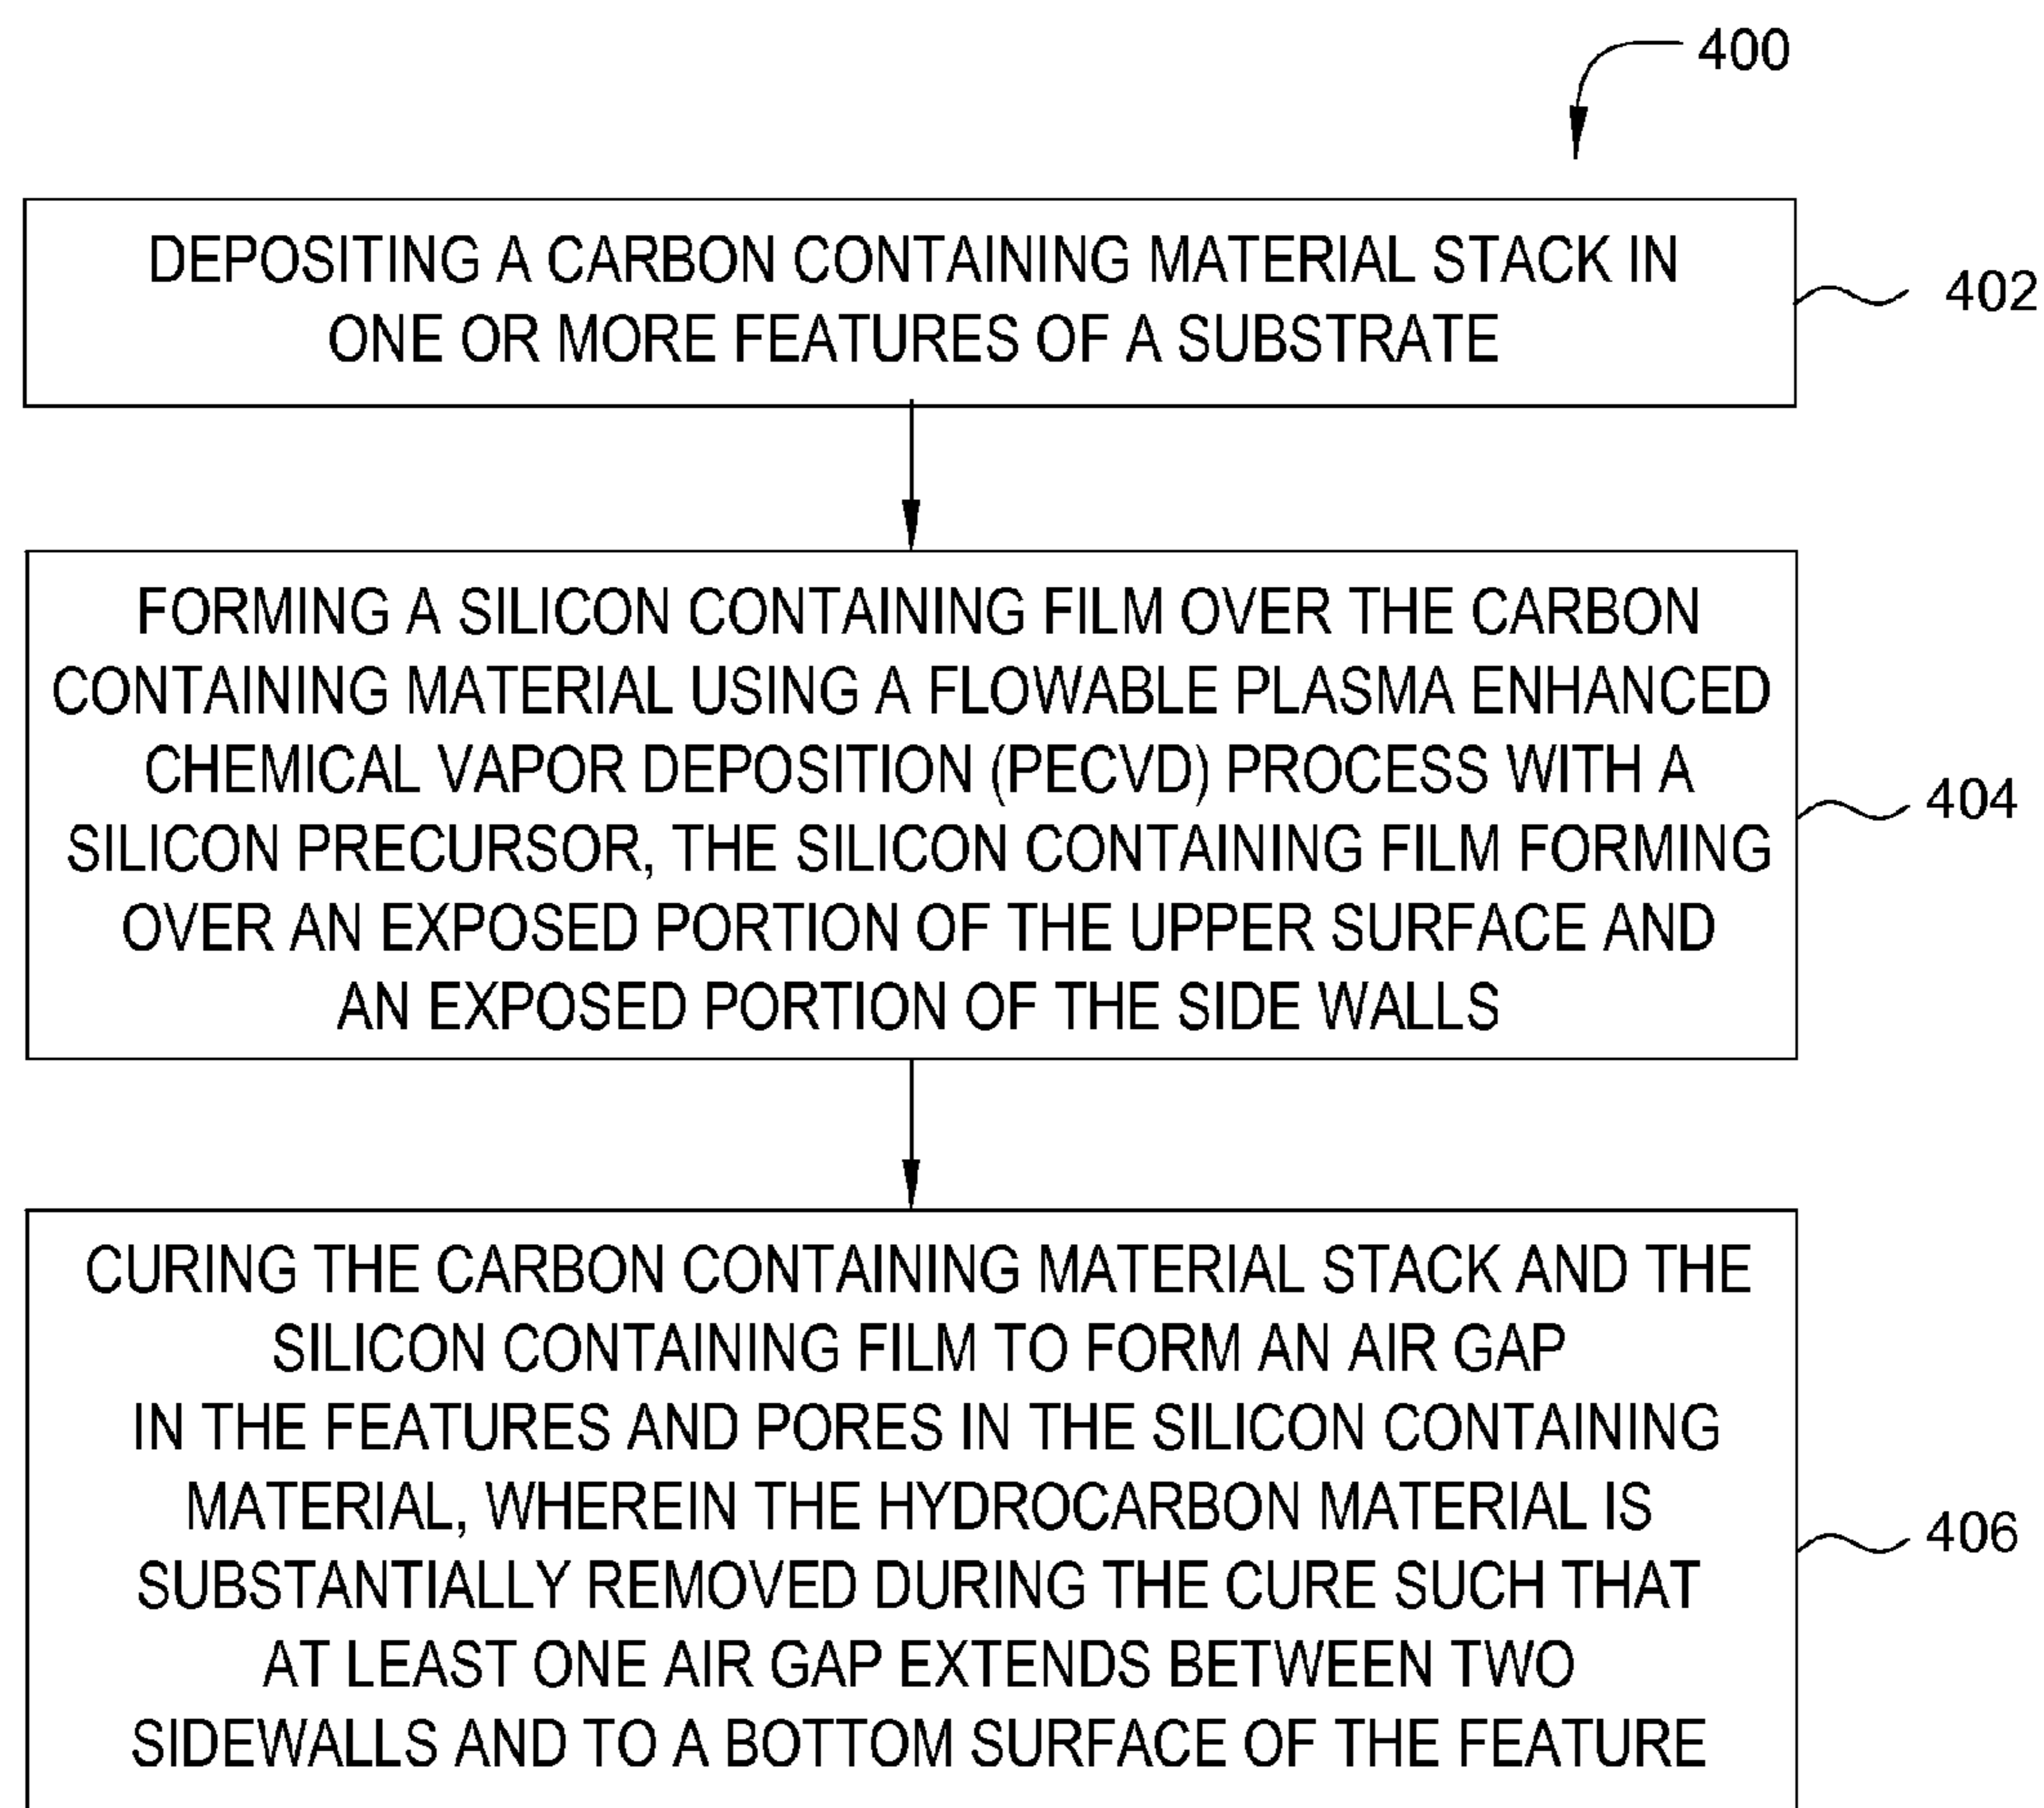 400
DEPOSITING A CARBON CONTAINING MATERIAL STACK IN
ONE OR MORE FEATURES OF A SUBSTRATE
402
FORMING A SILICON CONTAINING FILM OVER THE CARBON
CONTAINING MATERIAL USING A FLOWABLE PLASMA ENHANCED
CHEMICAL VAPOR DEPOSITION (PECVD) PROCESS WITH A
SILICON PRECURSOR, THE SILICON CONTAINING FILM FORMING
OVER AN EXPOSED PORTION OF THE UPPER SURFACE AND
AN EXPOSED PORTION OF THE SIDE WALLS
404
CURING THE CARBON CONTAINING MATERIAL STACK AND THE
SILICON CONTAINING FILM TO FORM AN AIR GAP
IN THE FEATURES AND PORES IN THE SILICON CONTAINING
MATERIAL, WHEREIN THE HYDROCARBON MATERIAL IS
SUBSTANTIALLY REMOVED DURING THE CURE SUCH THAT
AT LEAST ONE AIR GAP EXTENDS BETWEEN TWO
SIDEWALLS AND TO A BOTTOM SURFACE OF THE FEATURE
406